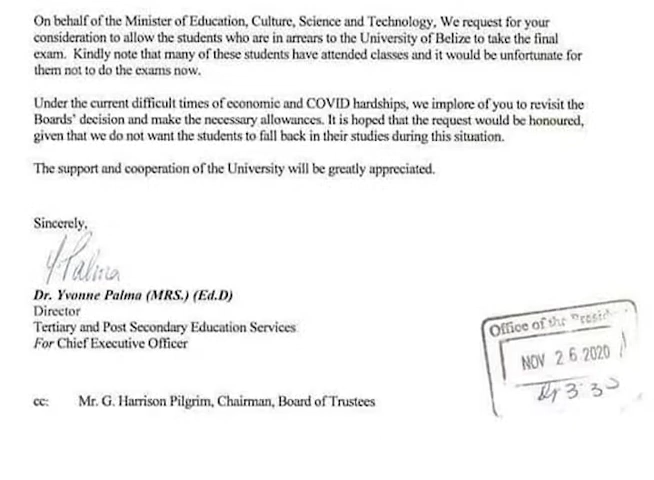 On behalf of the Minister of Education, Culture, Science and Technology, We request for your
consideration to allow the students who are in arrears to the University of Belize to take the final
exam. Kindly note that many of these students have attended classes and it would be unfortunate for
them not to do the exams now.
Under the current difficult times of economic and COVID hardships, we implore of you to revisit the
Boards' decision and make the necessary allowances. It is hoped that the request would be honoured,
given that we do not want the students to fall back in their studies during this situation.
The support and cooperation of the University will be greatly appreciated.
Sincerely,
Y Palma
Dr. Yvonne Palma (MRS.) (Ed.D)
Director
Tertiary and Post Secondary Education Services
For Chief Executive Officer
Office of the
NOV 26 2020
3:30
cc: Mr. G. Harrison Pilgrim, Chairman, Board of Trustees